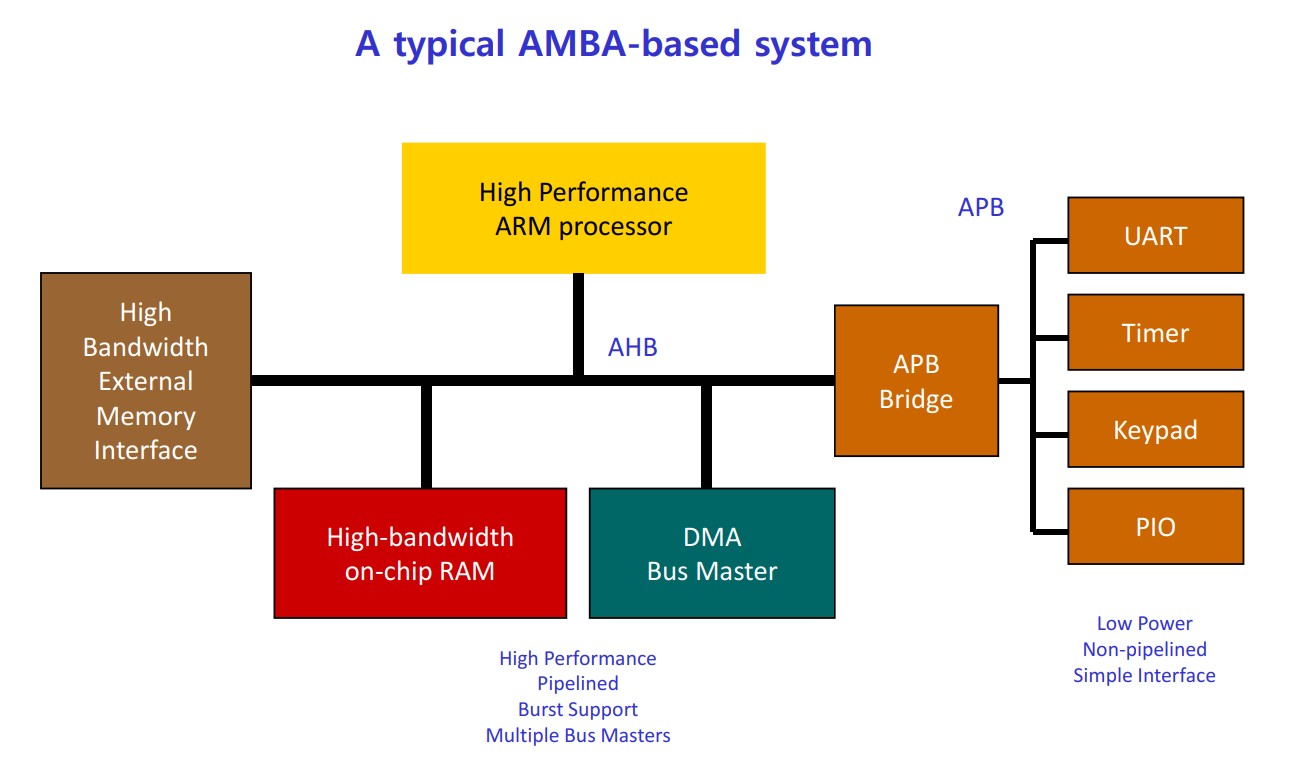 A typical AMBA-based system
High Performance
ARM processor
APB
UART
High
Bandwidth
External
Memory
Interface
AHB
APB
Bridge
Timer
Keypad
PIO
High-bandwidth
on-chip RAM
DMA
Bus Master
High Performance
Pipelined
Burst Support
Multiple Bus Masters
Low Power
Non-pipelined
Simple Interface